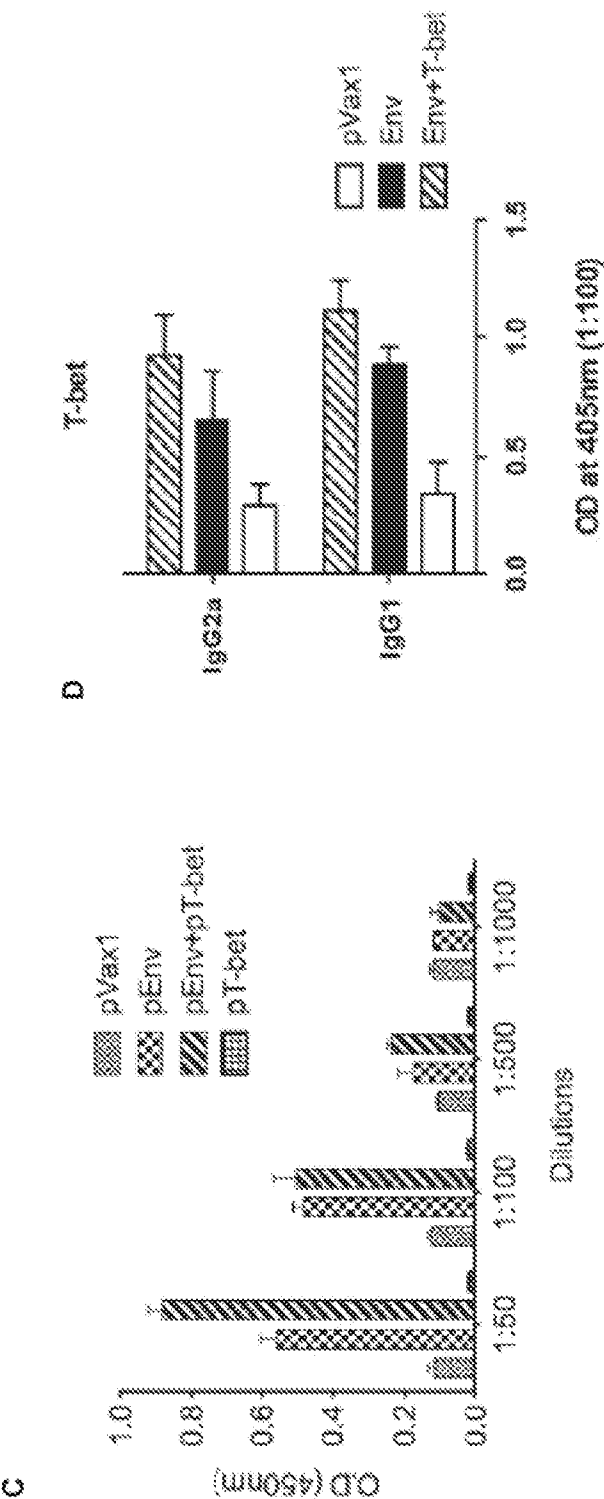 C
O.D (450nm)
1.0
0.8
0.6
0.4
0.2
0.0
1:50
1:100
1:500
1:1000
Dilutions
pVax1
pEnv
pEnv+pT-bet
pT-bet
D
T-bet
IgG2a
IgG1
0.0
0.5
1.0
1.5
OD at 405nm (1:100)
pVax1
Env
Env+T-bet